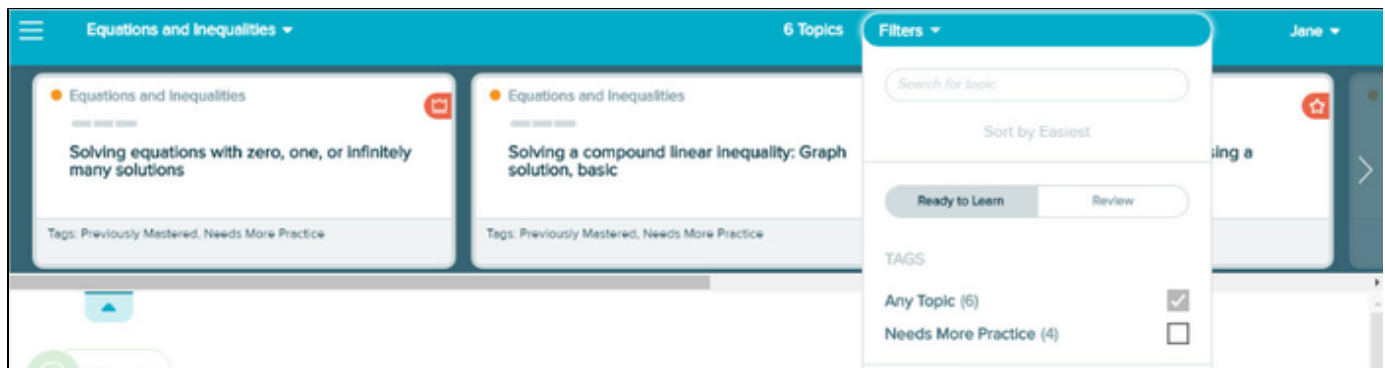 Equations and Inequalities
6 Topics
Filters
Jane
Equations and Inequalities
Solving equations with zero, one, or infinitely
many solutions
Tags: Previously Mastered, Needs More Practice
Equations and Inequalities
Solving a compound linear inequality: Graph
solution, basic
Tags: Previously Mastered, Needs More Practice
Search for topic
Sort by Easiest
Ready to Learn
Review
TAGS
Any Topic (6)
Needs More Practice (4)
a